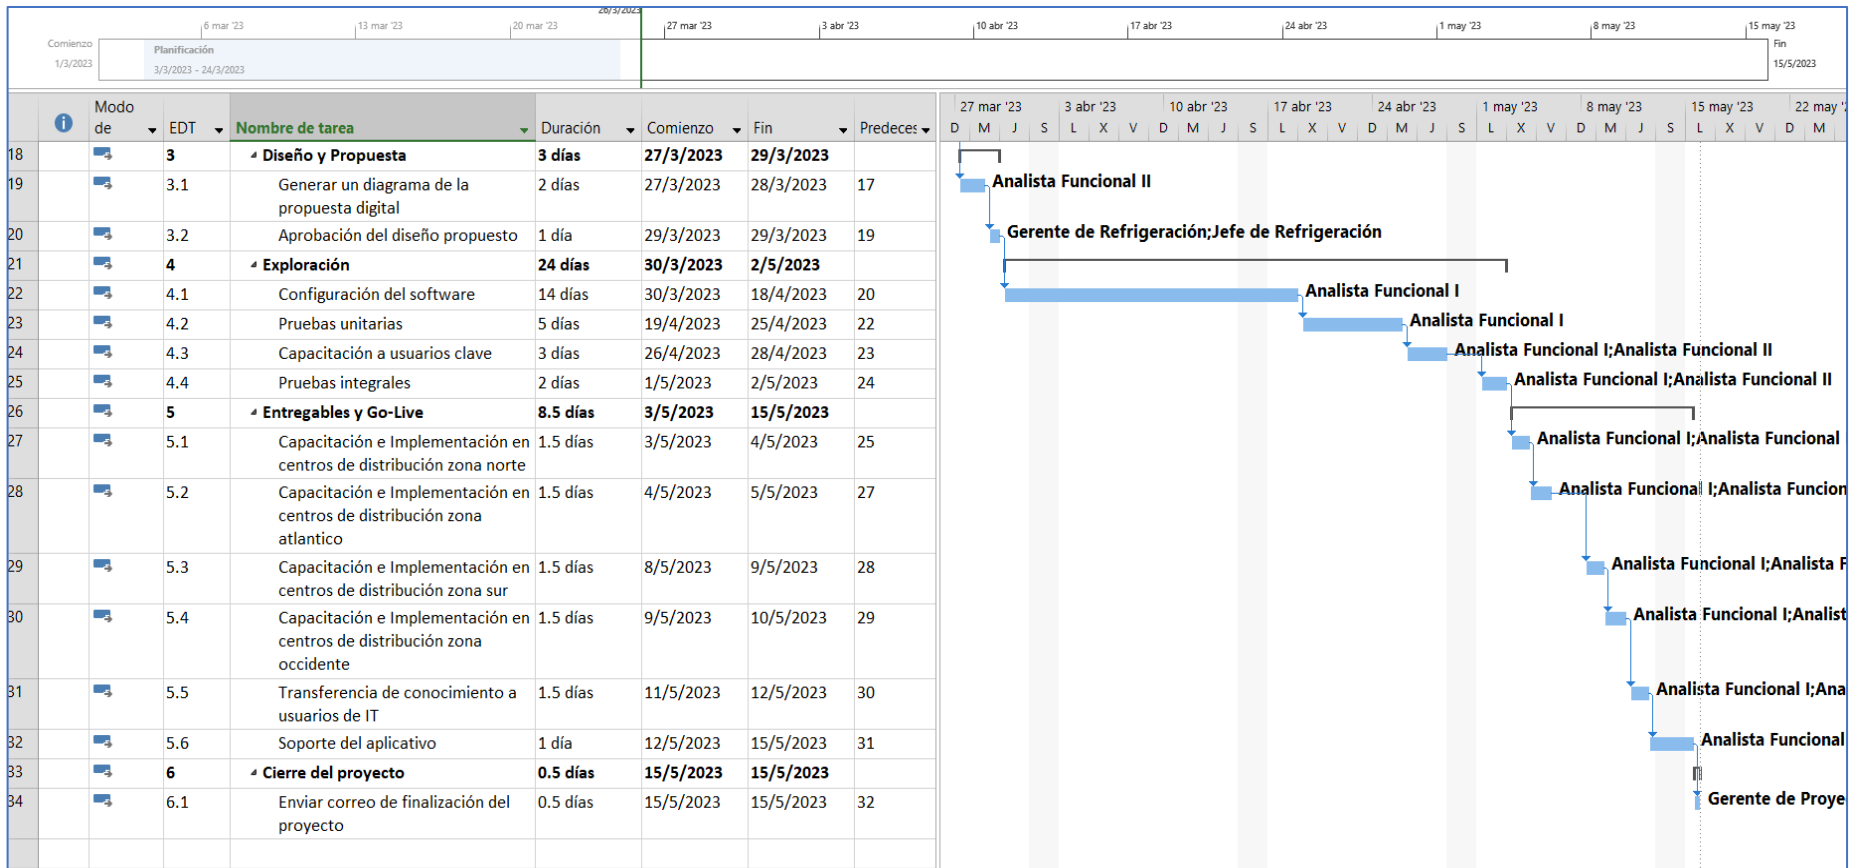 26/3/2023
6 mar '23 13 mar '23 20 mar '23 27 mar '23 3 abr '23 10 abr '23 17 abr '23 24 abr '23 1 may '23 8 may '23 15 may '23
Comienzo
1/3/2023
Planificación
3/3/2023 - 24/3/2023
Fin
15/5/2023
Modo de EDT Nombre de tarea Duración Comienzo Fin Predeces
27 mar '23 3 abr '23 10 abr '23 17 abr '23 24 abr '23 1 may '23 8 may '23 15 may '23 22 may '
D M J S L X V D M J S L X V D M J S L X V D M J S L X V D M
18 3 Diseño y Propuesta 3 días 27/3/2023 29/3/2023
19 3.1 Generar un diagrama de la 2 días 27/3/2023 28/3/2023 17 Analista Funcional II
propuesta digital
20 3.2 Aprobación del diseño propuesto 1 día 29/3/2023 29/3/2023 19 Gerente de Refrigeración;Jefe de Refrigeración
21 4 Exploración 24 días 30/3/2023 2/5/2023
22 4.1 Configuración del software 14 días 30/3/2023 18/4/2023 20 Analista Funcional I
23 4.2 Pruebas unitarias 5 días 19/4/2023 25/4/2023 22 Analista Funcional I
24 4.3 Capacitación a usuarios clave 3 días 26/4/2023 28/4/2023 23 Analista Funcional I;Analista Funcional II
25 4.4 Pruebas integrales 2 días 1/5/2023 2/5/2023 24 Analista Funcional I;Analista Funcional II
26 5 Entregables y Go-Live 8.5 días 3/5/2023 15/5/2023
27 5.1 Capacitación e Implementación en 1.5 días 3/5/2023 4/5/2023 25 Analista Funcional I;Analista Funcional
centros de distribución zona norte
28 5.2 Capacitación e Implementación en 1.5 días 4/5/2023 5/5/2023 27 Analista Funcional I;Analista Funcion
centros de distribución zona
atlantico
29 5.3 Capacitación e Implementación en 1.5 días 8/5/2023 9/5/2023 28 Analista Funcional I;Analista F
centros de distribución zona sur
30 5.4 Capacitación e Implementación en 1.5 días 9/5/2023 10/5/2023 29 Analista Funcional I;Analist
centros de distribución zona
occidente
31 5.5 Transferencia de conocimiento a 1.5 días 11/5/2023 12/5/2023 30 Analista Funcional I;Ana
usuarios de IT
32 5.6 Soporte del aplicativo 1 día 12/5/2023 15/5/2023 31 Analista Funcional
33 6 Cierre del proyecto 0.5 días 15/5/2023 15/5/2023
34 6.1 Enviar correo de finalización del 0.5 días 15/5/2023 15/5/2023 32 Gerente de Proye
proyecto